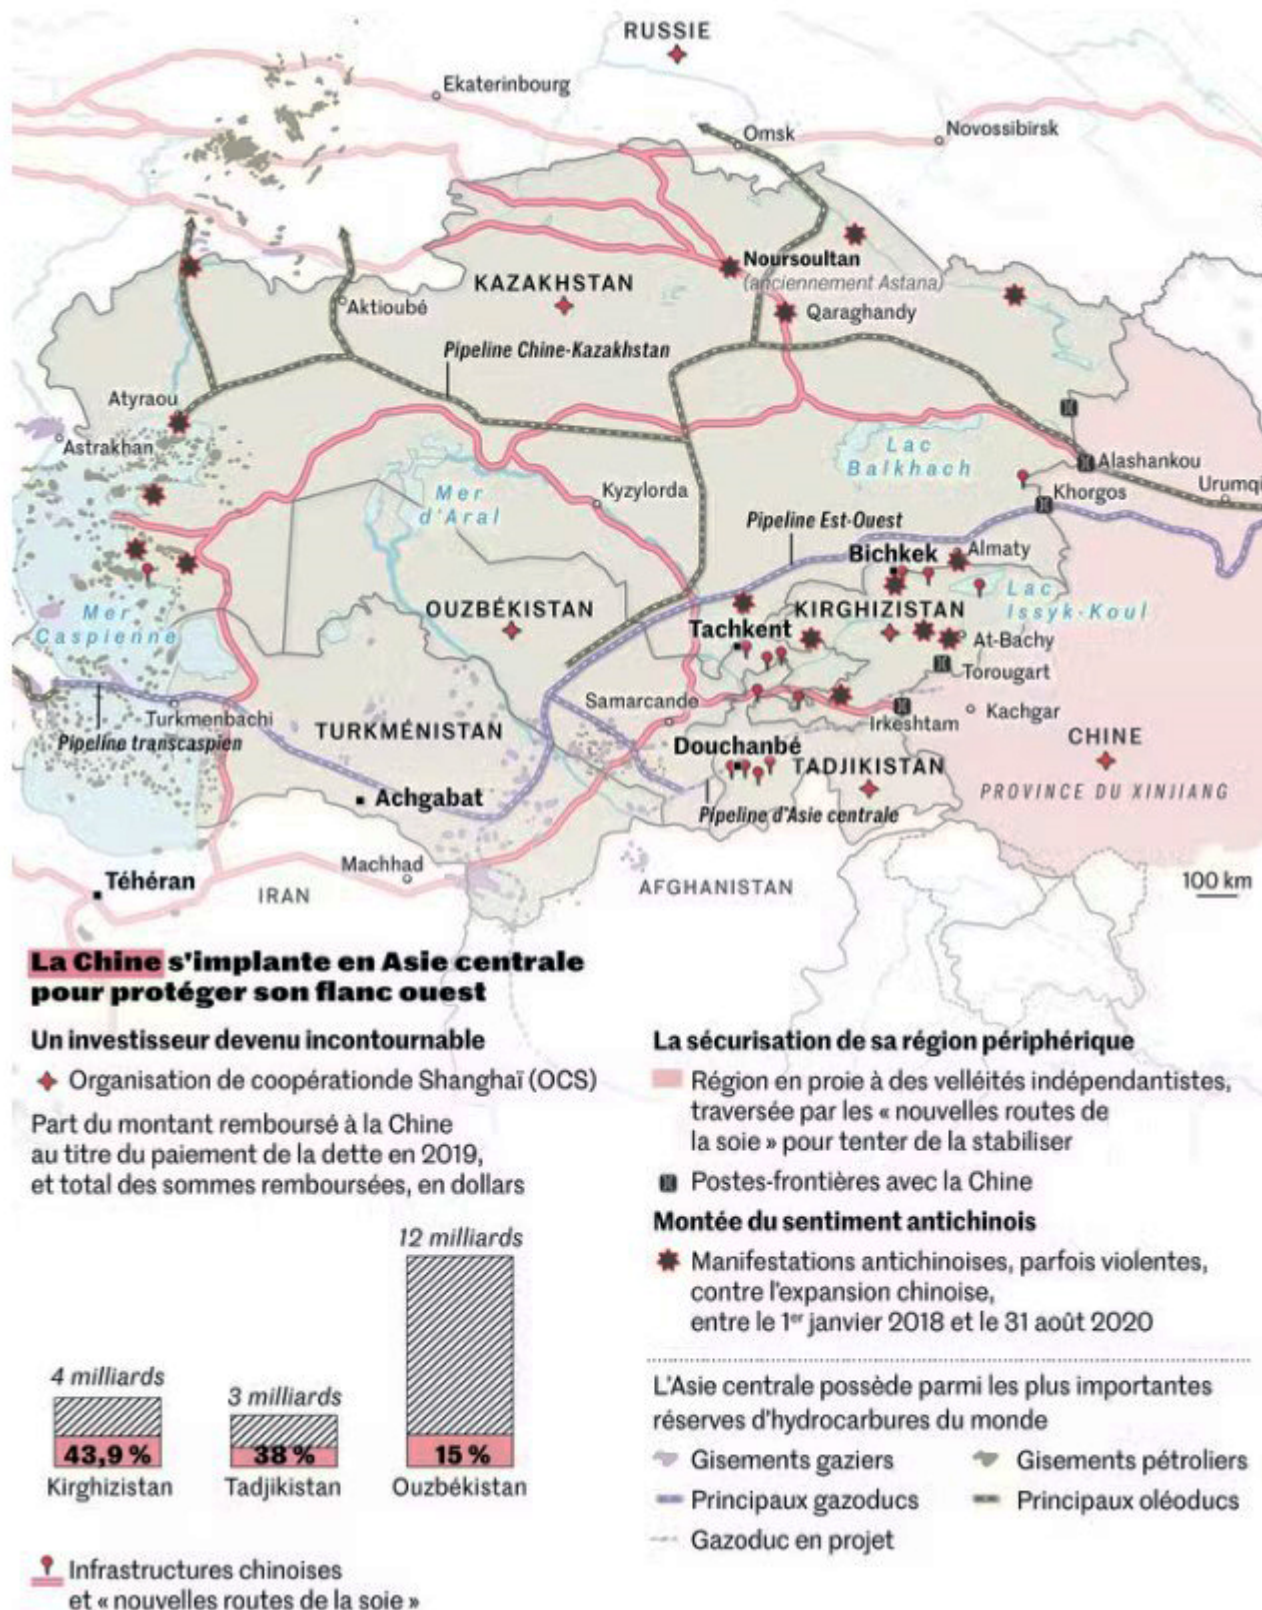 RUSSIE
Ekaterinbourg
Omsk
Novossibirsk
Noursoultan
(anciennement Astana)
KAZAKHSTAN
Aktioubé
Qaraghandy
Pipeline Chine-Kazakhstan
Atyraou
Astrakhan
Lac
Balkhach
Alashankou
Urumqi
Mer
d'Aral
Kyzylorda
Khorgos
Pipeline Est-Ouest
Bichkek
Almaty
Mer
Caspienne
OUZBÉKISTAN
KIRGHIZISTAN
Lac
Issyk-Koul
Tachkent
At-Bachy
Torougart
Samarcande
Irkeshtam
Kachgar
Turkmenbachi
TURKMÉNISTAN
Pipeline transcaspien
Douchanbé
TADJIKISTAN
CHINE
PROVINCE DU XINJIANG
Achgabat
Pipeline d'Asie centrale
Machhad
Téhéran
IRAN
AFGHANISTAN
100 km
La Chine s'implante en Asie centrale
pour protéger son flanc ouest
Un investisseur devenu incontournable
Organisation de coopérationde Shanghaï (OCS)
Part du montant remboursé à la Chine
au titre du paiement de la dette en 2019,
et total des sommes remboursées, en dollars
12 milliards
4 milliards
3 milliards
43,9 %
38 %
15 %
Kirghizistan
Tadjikistan
Ouzbékistan
Infrastructures chinoises
et « nouvelles routes de la soie »
La sécurisation de sa région périphérique
Région en proie à des velléités indépendantistes,
traversée par les « nouvelles routes de
la soie » pour tenter de la stabiliser
Postes-frontières avec la Chine
Montée du sentiment antichinois
Manifestations antichinoises, parfois violentes,
contre l'expansion chinoise,
entre le 1er janvier 2018 et le 31 août 2020
L'Asie centrale possède parmi les plus importantes
réserves d'hydrocarbures du monde
Gisements gaziers
Gisements pétroliers
Principaux gazoducs
Principaux oléoducs
Gazoduc en projet